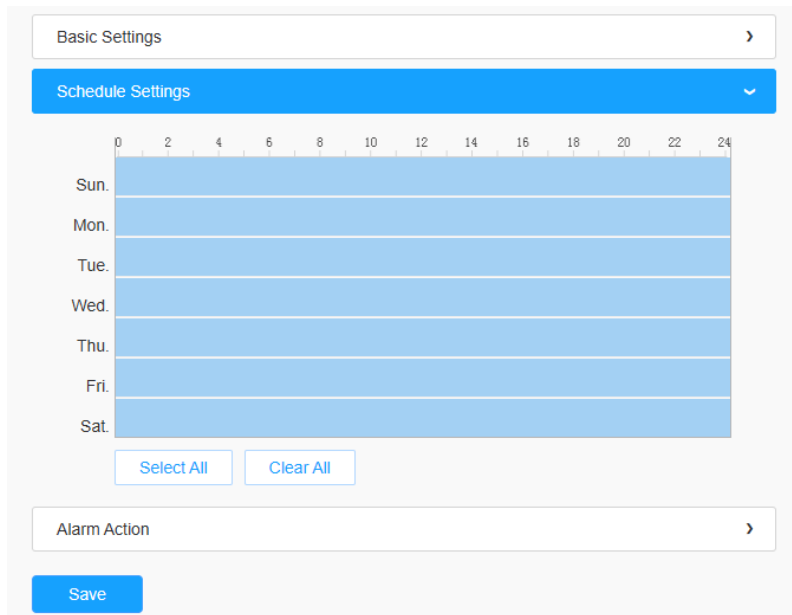 Basic Settings
Schedule Settings
0 2 4 6 8 10 12 14 16 18 20 22 24
Sun.
Mon.
Tue.
Wed.
Thu.
Fri.
Sat.
Select All Clear All
Alarm Action
Save